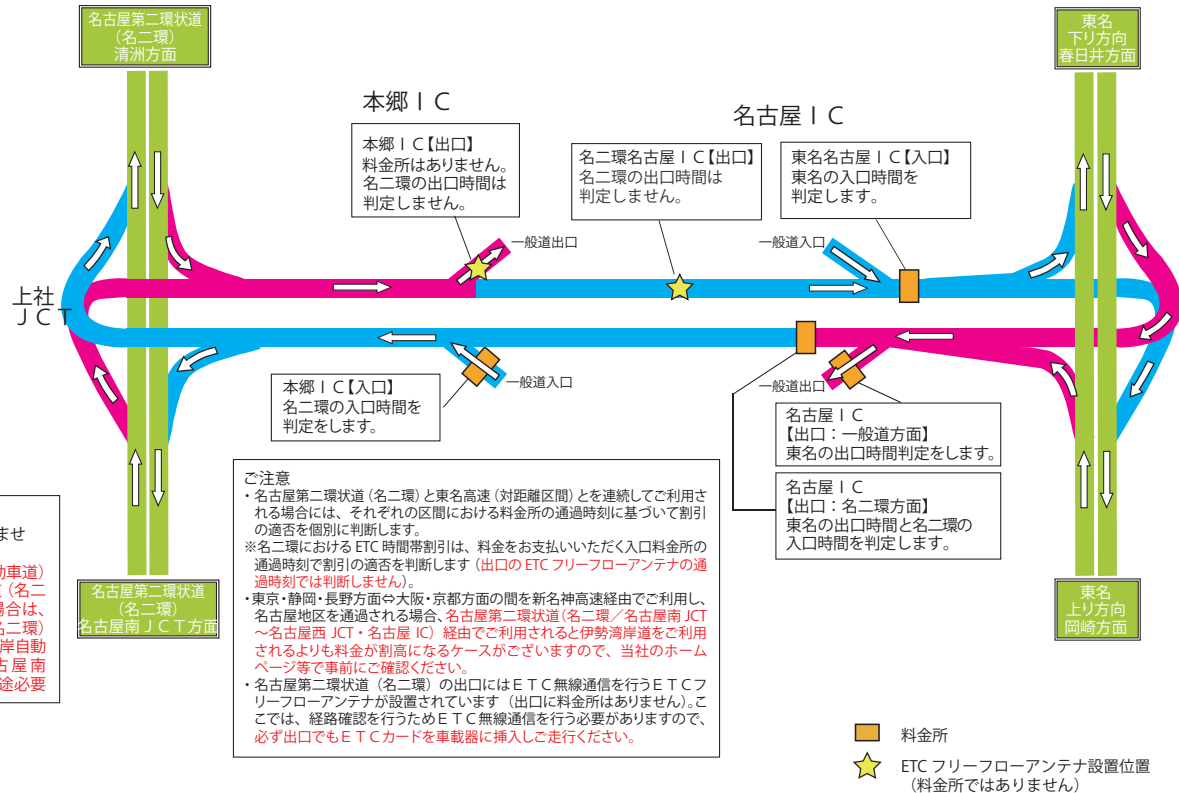 名古屋第二環状道
(名二環)
清洲方面
東名
下り方向
春日井方面
本郷ＩＣ
名古屋ＩＣ
本郷ＩＣ【出口】
料金所はありません。
名二環の出口時間は
判定しません。
名二環名古屋ＩＣ【出口】
名二環の出口時間は
判定しません。
東名名古屋ＩＣ【入口】
東名の入口時間を
判定します。
一般道出口
一般道入口
上社
ＪＣＴ
一般道入口
一般道出口
本郷ＩＣ【入口】
名二環の入口時間を
判定をします。
名古屋ＩＣ
【出口：一般道方面】
東名の出口時間判定をします。
名古屋ＩＣ
【出口：名二環方面】
東名の出口時間と名二環の
入口時間を判定します。
ませ
動車道)
(名二
場合は、
名二環)
岸自動
古屋南
途必要
名古屋第二環状道
(名二環)
名古屋南ＪＣＴ方面
ご注意
・名古屋第二環状道(名二環)と東名高速(対距離区間)とを連続してご利用さ
れる場合には、それぞれの区間における料金所の通過時刻に基づいて割引
の適否を個別に判断します。
※名二環における ETC 時間帯割引は、料金をお支払いいただく入口料金所の
通過時刻で割引の適否を判断します(出口の ETC フリーフローアンテナの通
過時刻では判断しません)。
・東京・静岡・長野方面⇔大阪・京都方面の間を新名神高速経由でご利用し、
名古屋地区を通過される場合、名古屋第二環状道(名二環／名古屋南 JCT
～名古屋西 JCT・名古屋 IC) 経由でご利用されると伊勢湾岸道をご利用
されるよりも料金が割高になるケースがございますので、当社のホーム
ページ等で事前にご確認ください。
・名古屋第二環状道(名二環)の出口にはＥＴＣ無線通信を行うＥＴＣフ
リーフローアンテナが設置されています(出口に料金所はありません)。こ
こでは、経路確認を行うためＥＴＣ無線通信を行う必要がありますので、
必ず出口でもＥＴＣカードを車載器に挿入しご走行ください。
東名
上り方向
岡崎方面
料金所
ETC フリーフローアンテナ設置位置
(料金所ではありません)